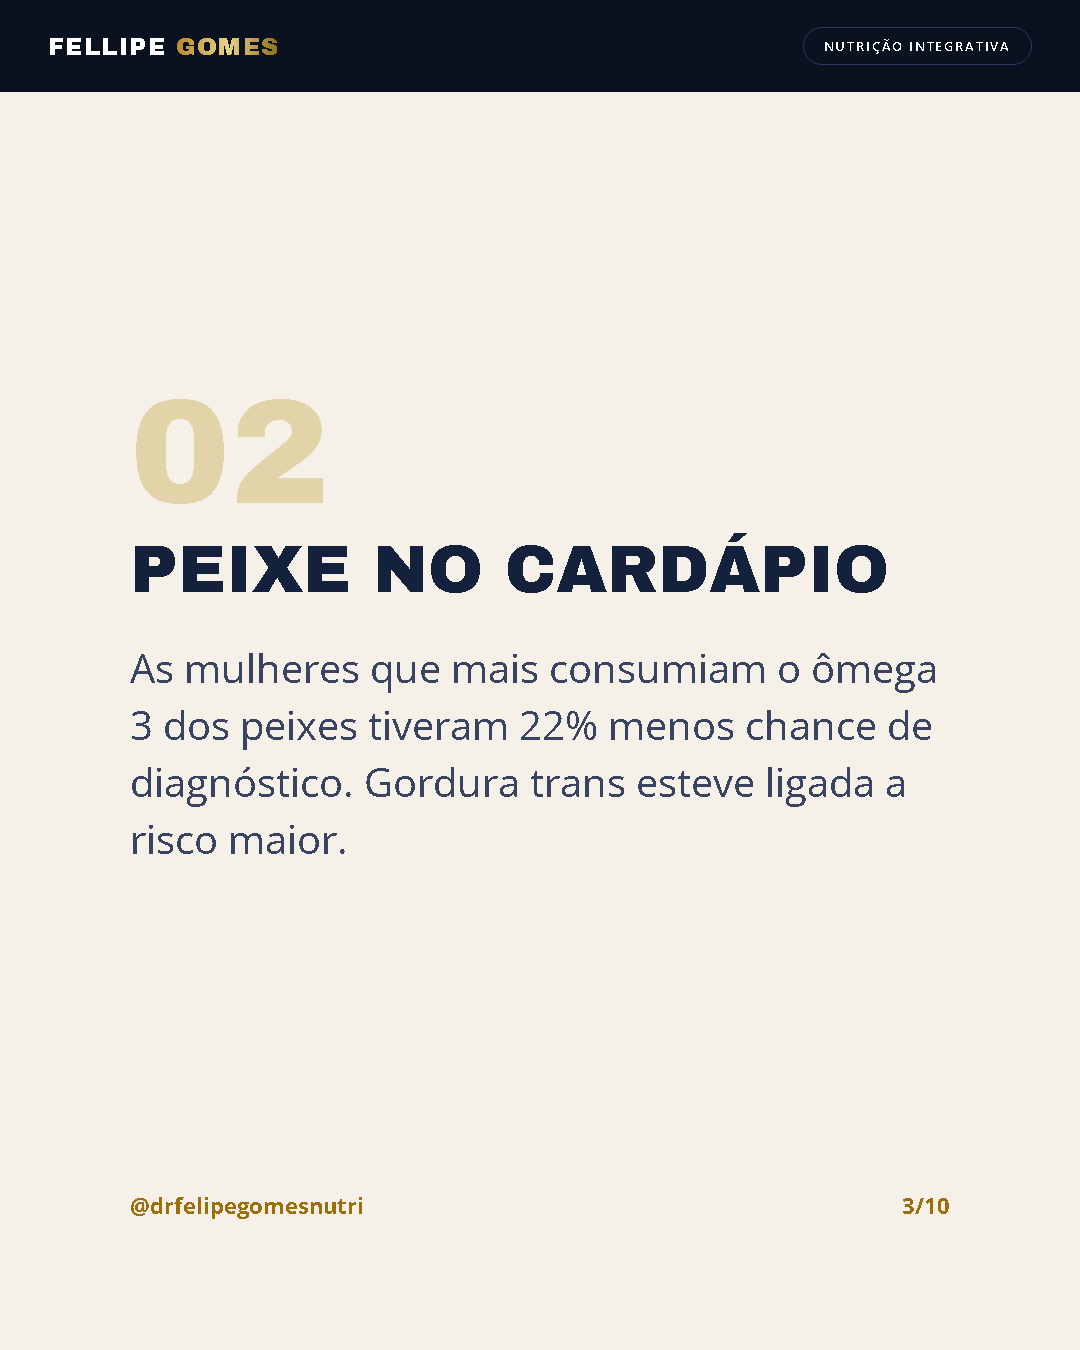 FELLIPE GOMES
NUTRIÇÃO INTEGRATIVA
02
PEIXE NO CARDÁPIO
As mulheres que mais consumiam o ômega
3 dos peixes tiveram 22% menos chance de
diagnóstico. Gordura trans esteve ligada a
risco maior.
@drfelipegomesnutri
3/10